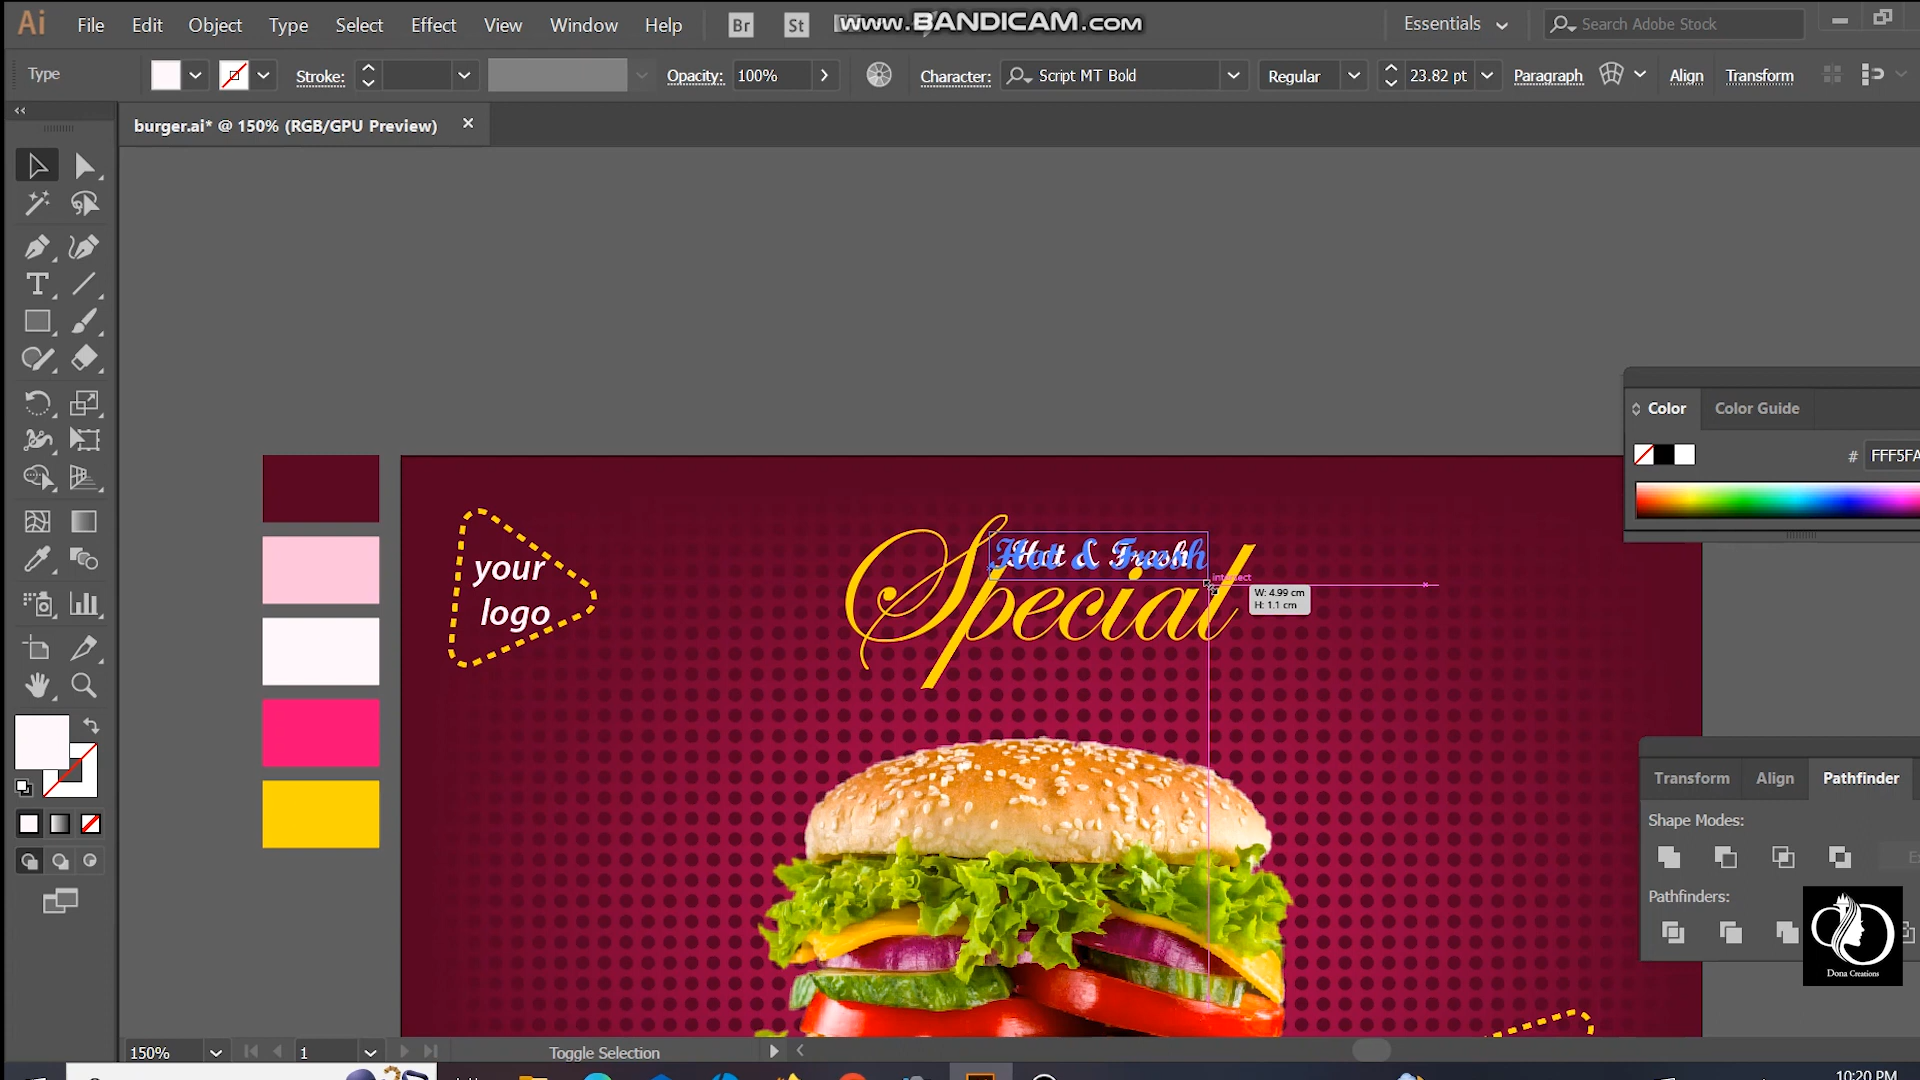 Ai File Edit Object Type Select Effect View Window Help Br St www.BANDICAM.com Essentials Search Adobe Stock
Type Stroke: Opacity: 100% Character: Script MT Bold Regular 23.82 pt Paragraph Align Transform
burger.ai* @ 150% (RGB/GPU Preview)
Color Color Guide
# FFF5FA
your
logo
Hot & Fresh
Special
intersect
W: 4.99 cm
H: 1.1 cm
Transform Align Pathfinder
Shape Modes:
Pathfinders:
Dona Creations
150% 1 Toggle Selection
10:20 PM